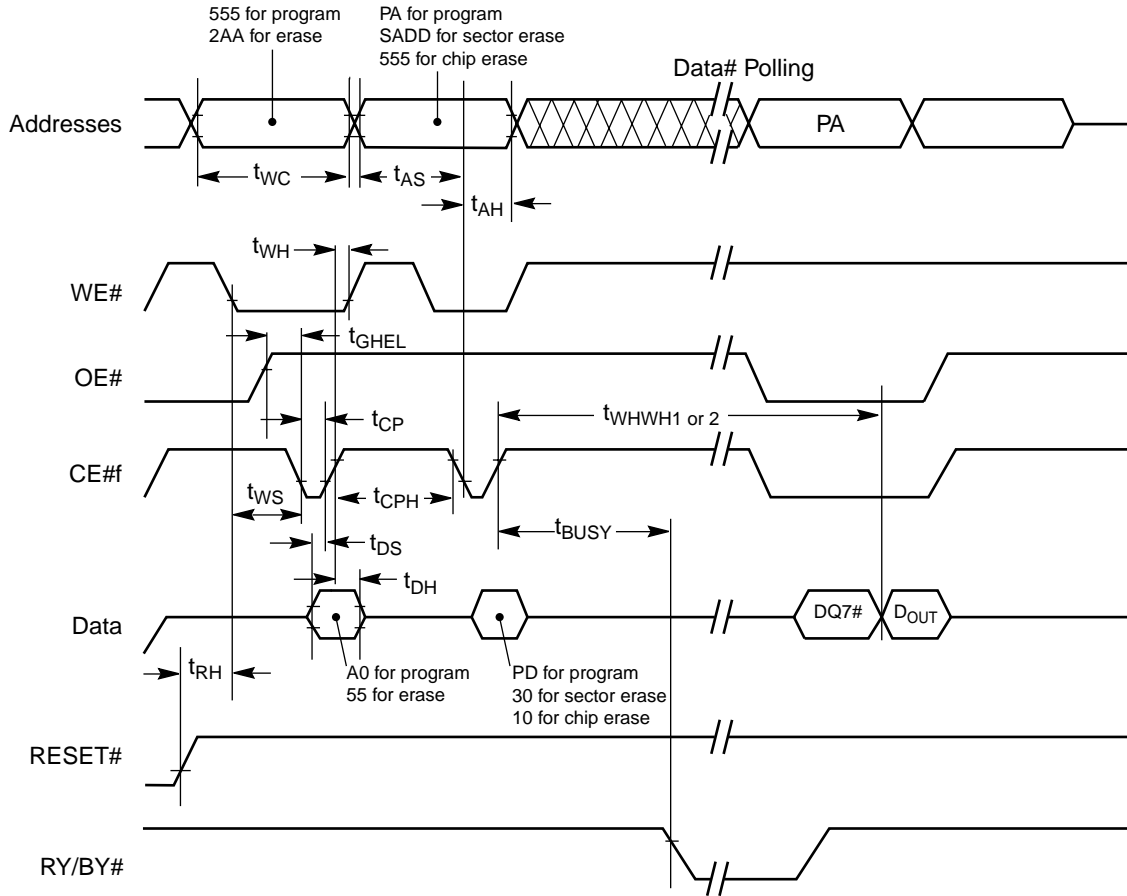 555 for program
2AA for erase
PA for program
SADD for sector erase
555 for chip erase
Data# Polling
Addresses
PA
tWC
tAS
tAH
tWH
WE#
tGHEL
OE#
tCP
tWHWH1 or 2
CE#f
tWS
tCPH
tBUSY
tDS
tDH
Data
DQ7#
DOUT
tRH
A0 for program
55 for erase
PD for program
30 for sector erase
10 for chip erase
RESET#
RY/BY#